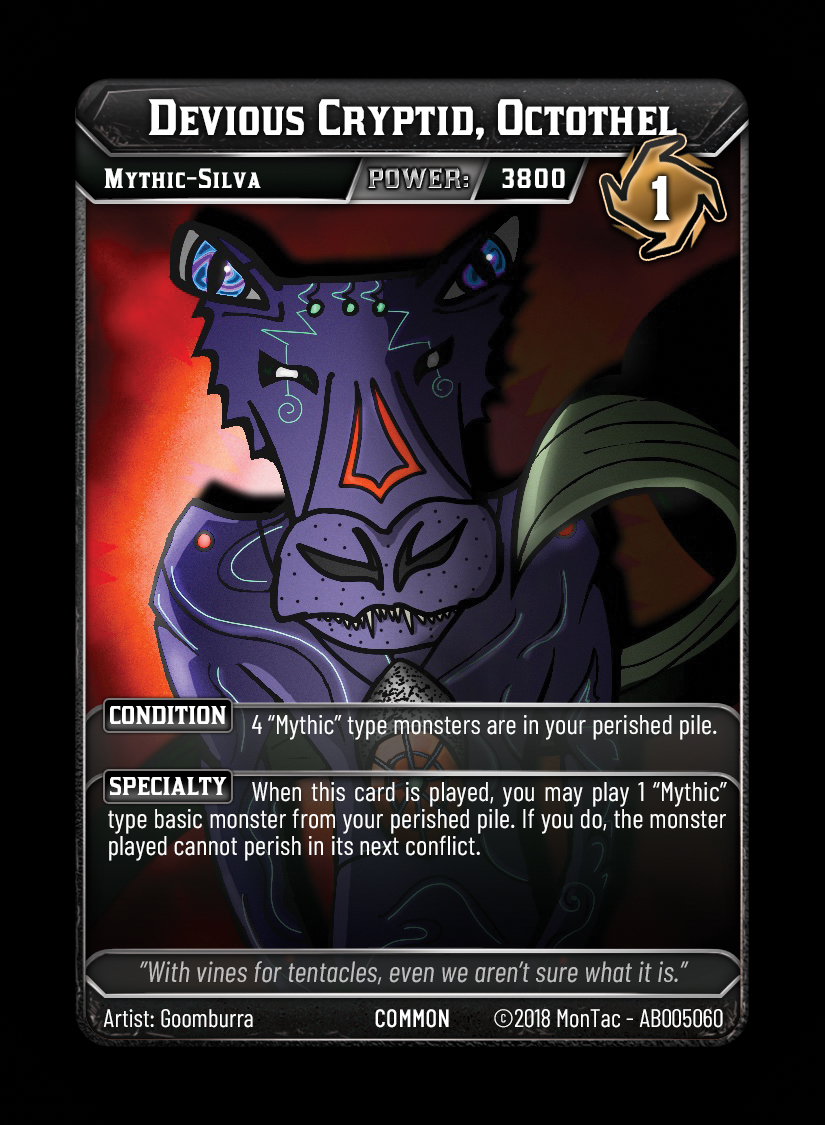 Devious Cryptid, Octothel
Mythic-Silva POWER: 3800 1
CONDITION 4 “Mythic” type monsters are in your perished pile.
SPECIALTY When this card is played, you may play 1 “Mythic”
type basic monster from your perished pile. If you do, the monster
played cannot perish in its next conflict.
“With vines for tentacles, even we aren’t sure what it is.”
Artist: Goomburra COMMON ©2018 MonTac - AB005060